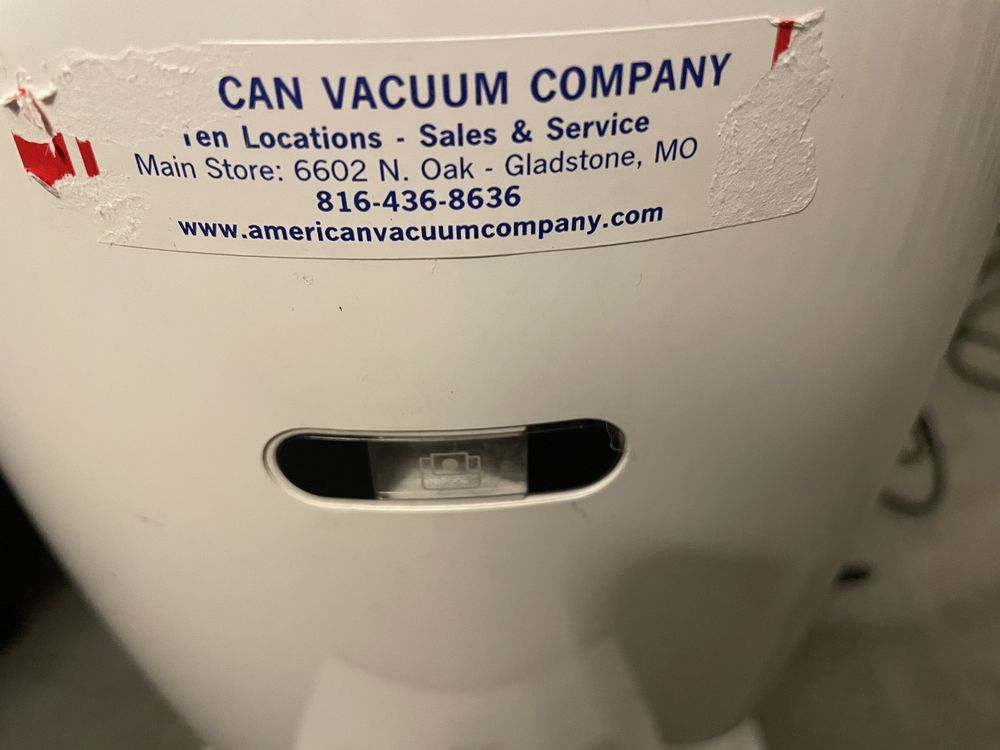 CAN VACUUM COMPANY
en Locations - Sales & Service
Main Store: 6602 N. Oak - Gladstone, MO
816-436-8636
www.americanvacuumcompany.com